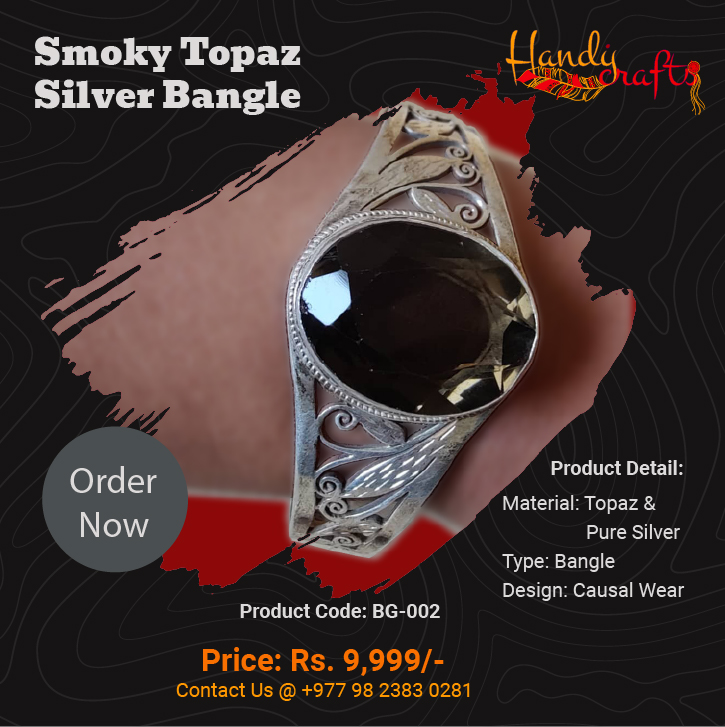 Smoky Topaz
Silver Bangle
Handi
crafts
Order
Now
Product Detail:
Material: Topaz &
Pure Silver
Type: Bangle
Design: Causal Wear
Product Code: BG-002
Price: Rs. 9,999/-
Contact Us @ +977 98 2383 0281